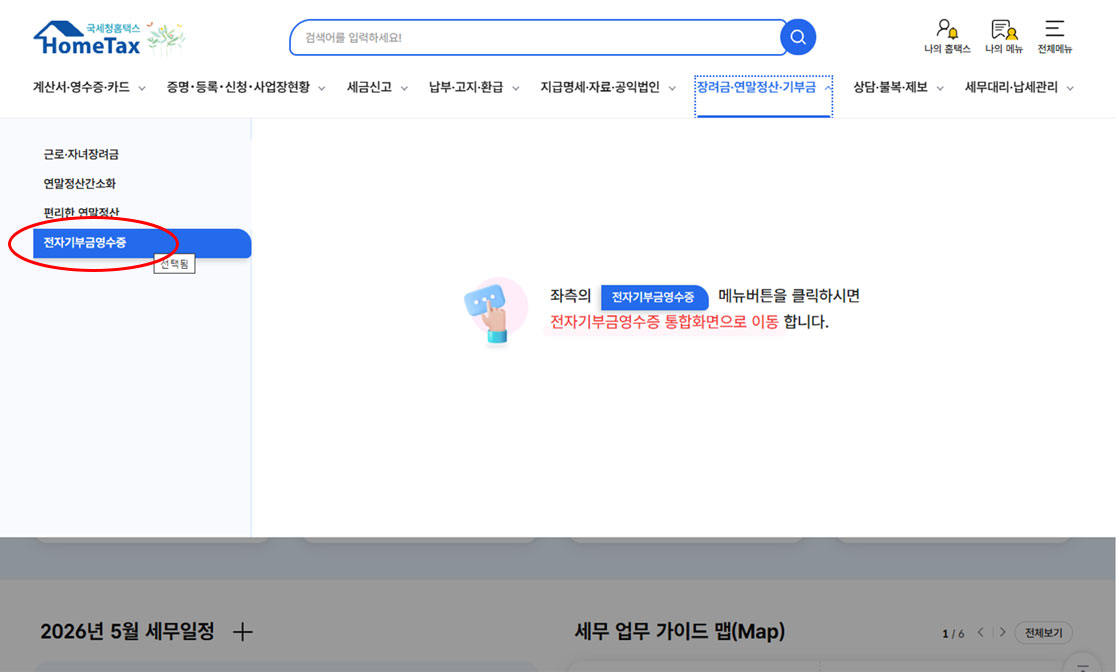 국세청홈택스
HomeTax
검색어를 입력하세요!
나의 홈택스 나의 메뉴 전체메뉴
계산서·영수증·카드 증명·등록·신청·사업장현황 세금신고 납부·고지·환급 지급명세·자료·공익법인 장려금·연말정산·기부금 상담·불복·제보 세무대리·납세관리
근로·자녀장려금
연말정산간소화
편리한 연말정산
전자기부금영수증
선택됨
좌측의 전자기부금영수증 메뉴버튼을 클릭하시면
전자기부금영수증 통합화면으로 이동 합니다.
2026년 5월 세무일정
세무 업무 가이드 맵(Map)
1 / 6 전체보기